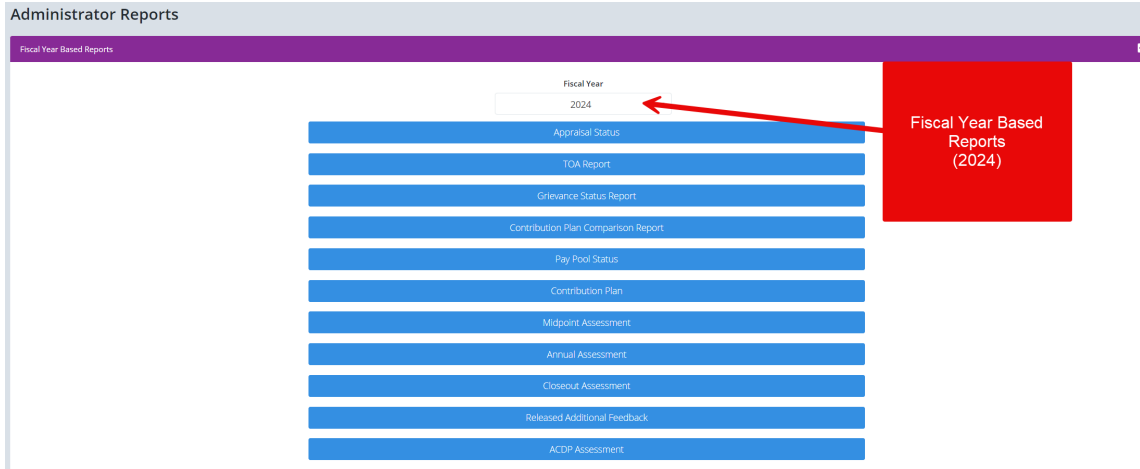 Administrator Reports
Fiscal Year Based Reports
Fiscal Year
2024
Appraisal Status
TOA Report
Grievance Status Report
Contribution Plan Comparison Report
Pay Pool Status
Contribution Plan
Midpoint Assessment
Annual Assessment
Closeout Assessment
Released Additional Feedback
ACDP Assessment
Fiscal Year Based
Reports
(2024)